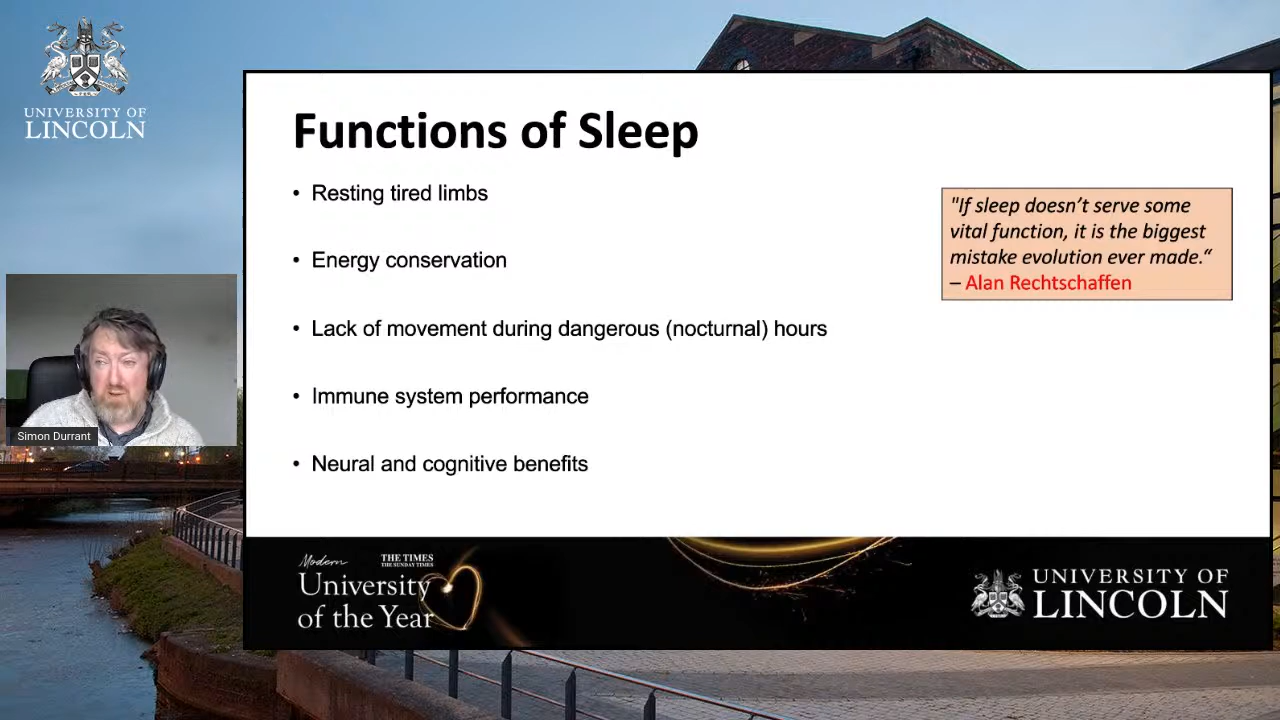 UNIVERSITY OF
LINCOLN
Functions of Sleep
• Resting tired limbs
• Energy conservation
• Lack of movement during dangerous (nocturnal) hours
• Immune system performance
• Neural and cognitive benefits
"If sleep doesn’t serve some
vital function, it is the biggest
mistake evolution ever made.“
– Alan Rechtschaffen
Simon Durrant
Modern
THE TIMES
THE SUNDAY TIMES
University
of the Year
UNIVERSITY OF
LINCOLN